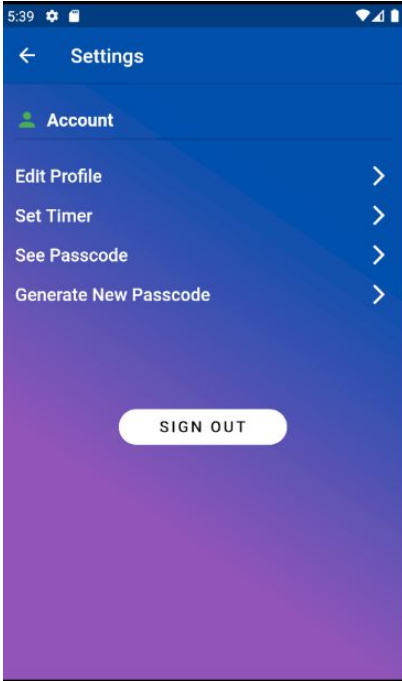 5:39
Settings
Account
Edit Profile
Set Timer
See Passcode
Generate New Passcode
SIGN OUT